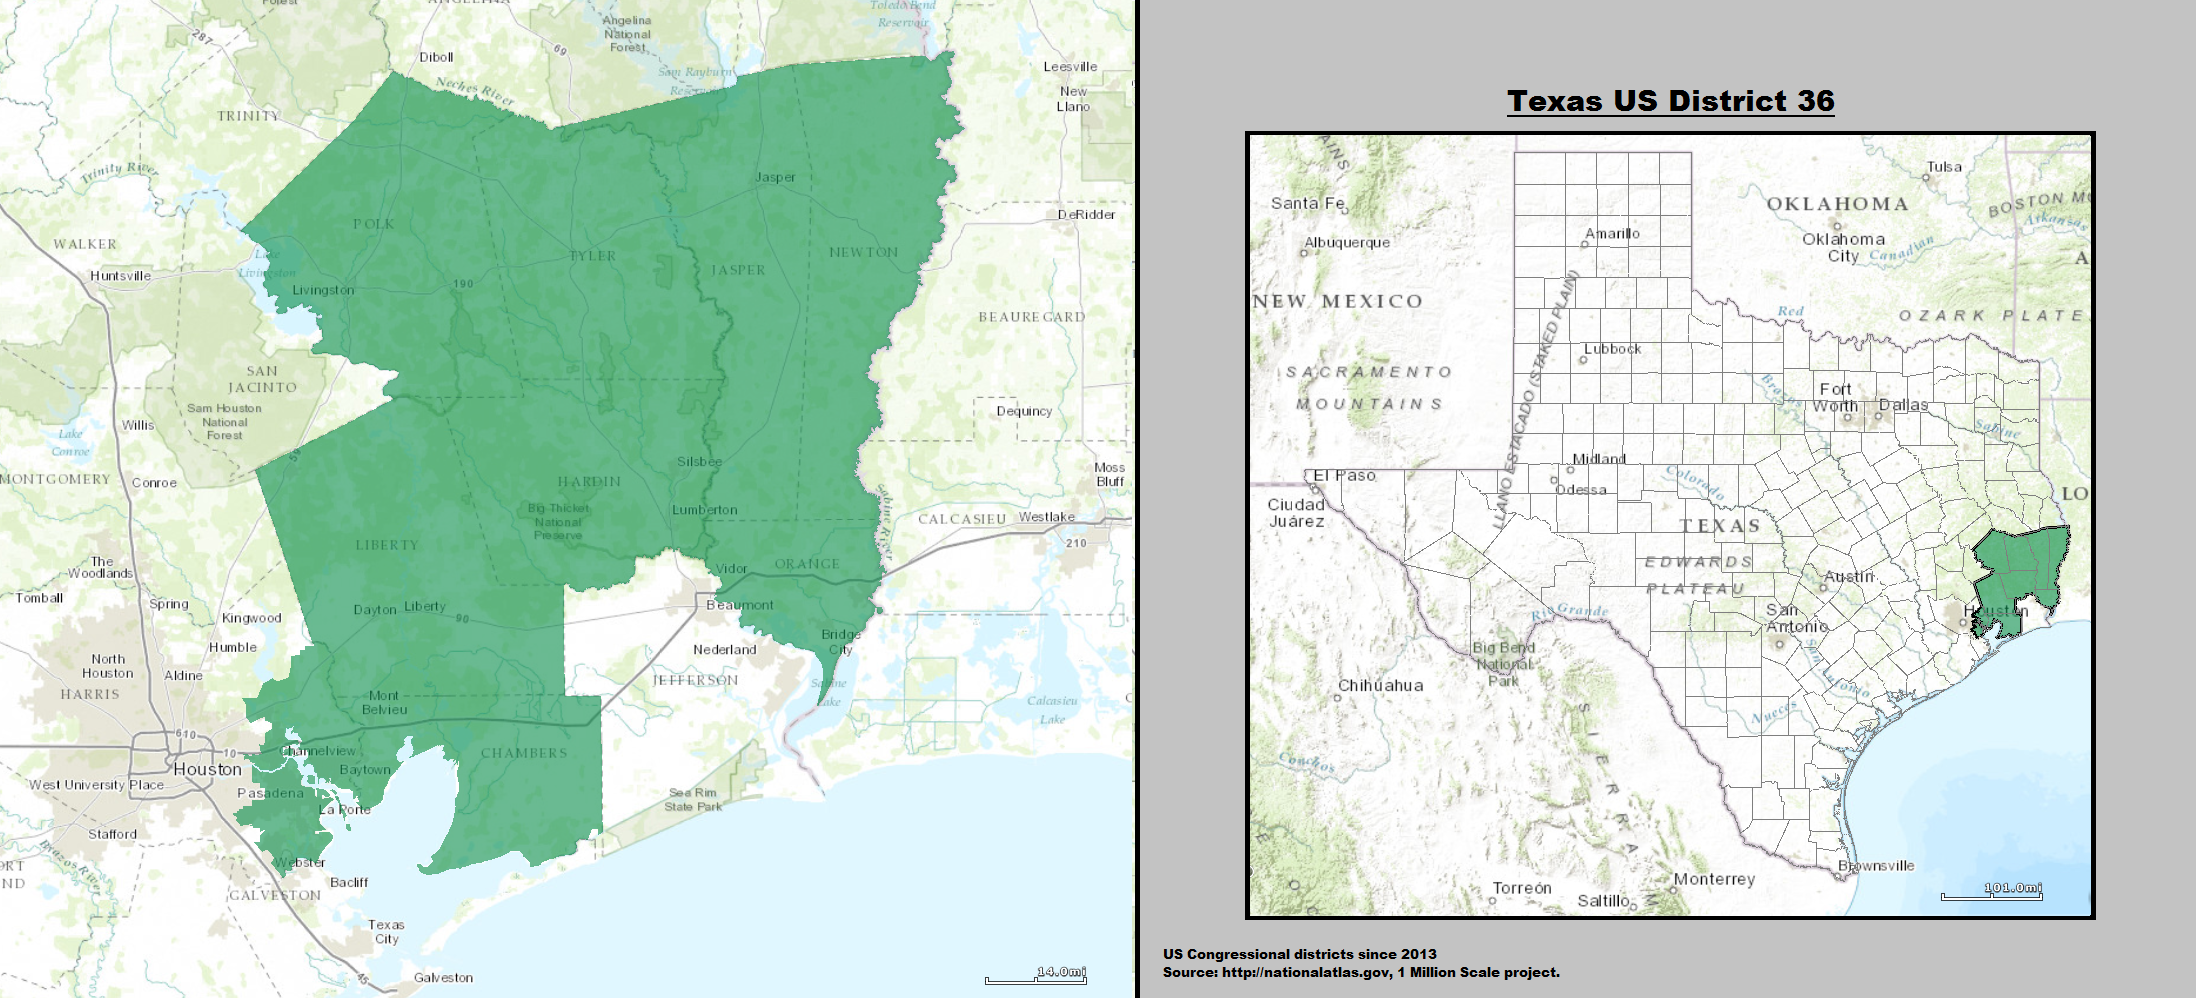 Forest
ANGELINA
Toledo Bend
Reservoir
287
Angelina
National
Forest
69
Diboll
Leesville
Sam Rayburn
Reservoir
New
Llano
Neches River
TRINITY
Trinity River
Jasper
DeRidder
POLK
WALKER
TYLER
NEWTON
Lake
Livingston
JASPER
Huntsville
190
Livingston
BEAUREGARD
SAN
JACINTO
Sam Houston
National
Forest
Dequincy
Willis
Lake
Conroe
59
Silsbee
Moss
Bluff
MONTGOMERY
Conroe
HARDIN
Sabine River
Big Thicket
National
Preserve
Lumberton
CALCASIEU
Westlake
LIBERTY
210
The
Woodlands
Vidor
ORANGE
Tomball
Spring
Dayton
Liberty
Beaumont
Kingwood
90
Humble
Bridge
City
North
Houston
Nederland
Aldine
JEFFERSON
Sabine
Lake
HARRIS
Mont
Belvieu
Calcasieu
Lake
C
610
10
Channelview
CHAMBERS
Houston
Baytown
West University Place
Pasadena
La Porte
Sea Rim
State Park
Stafford
Brazos River
Webster
ORT
ND
Bacliff
GALVESTON
Texas
City
45
Galveston
14.0mi
Texas US District 36
AINS
Tulsa
Santa Fe
OKLAHOMA
BOSTON MO
Arkansas
Albuquerque
Amarillo
Oklahoma
City
Canadian
A
NEW MEXICO
LLANO ESTACADO (STAKED PLAIN)
Red
OZARK PLATE
Lubbock
SACRAMENTO
MOUNTAINS
Brazos
Fort
Worth
Dallas
Sabine
El Paso
Midland
Odessa
Colorado
LO
Ciudad
Juárez
TEXAS
EDWARDS
PLATEAU
Austin
Rio Grande
San
Antonio
Houston
Big Bend
National
Park
San Antonio
Chihuahua
Nueces
SIERRA M
Conchos
Brownsville
Torreón
Monterrey
Saltillo
101.0mi
US Congressional districts since 2013
Source: http://nationalatlas.gov, 1 Million Scale project.